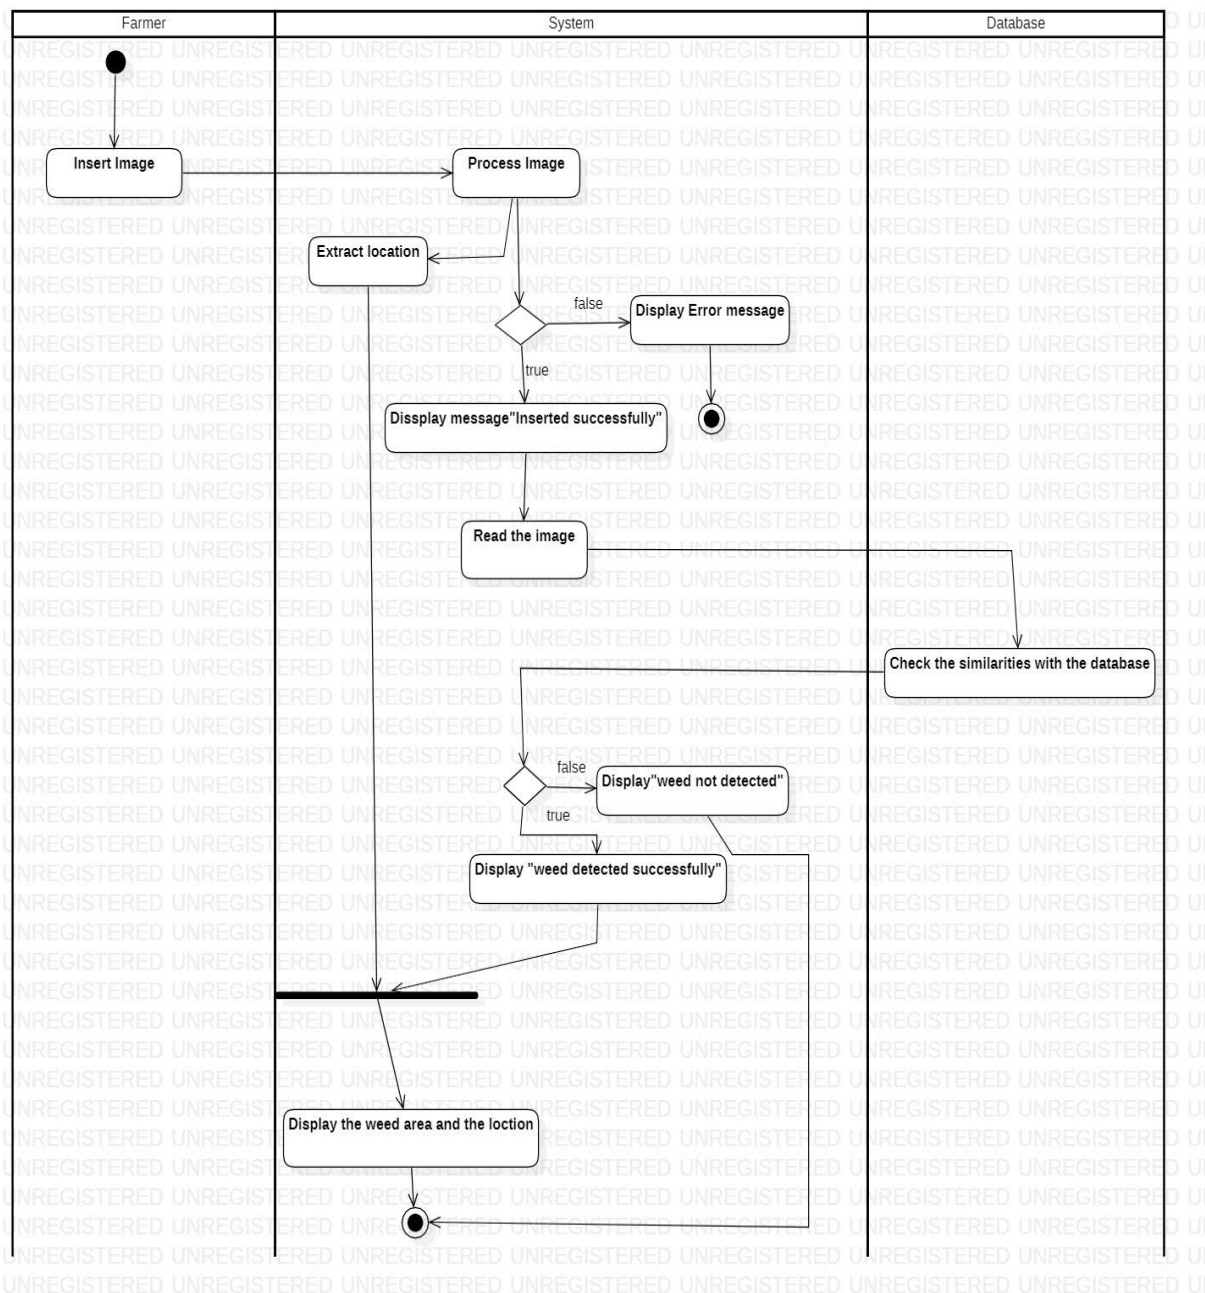 Farmer
System
Database
Insert Image
Process Image
Extract location
false
Display Error message
true
Dissplay message"Inserted successfully"
Read the image
Check the similarities with the database
false
Display"weed not detected"
true
Display "weed detected successfully"
Display the weed area and the loction
UNREGISTERED